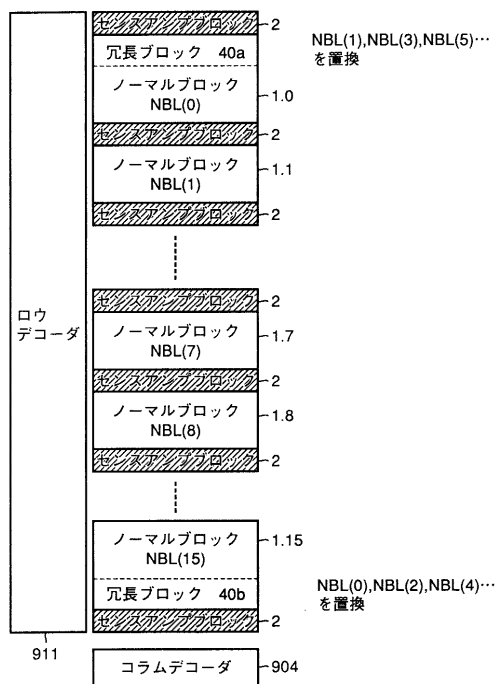 センスアンプブロック 2
冗長ブロック 40a
NBL(1),NBL(3),NBL(5)…
を置換
ノーマルブロック
NBL(0)
1.0
センスアンプブロック 2
ノーマルブロック
NBL(1)
1.1
センスアンプブロック 2
ロウ
デコーダ
センスアンプブロック 2
ノーマルブロック
NBL(7)
1.7
センスアンプブロック 2
ノーマルブロック
NBL(8)
1.8
センスアンプブロック 2
ノーマルブロック
NBL(15)
1.15
冗長ブロック 40b
NBL(0),NBL(2),NBL(4)…
を置換
センスアンプブロック 2
911
コラムデコーダ 904